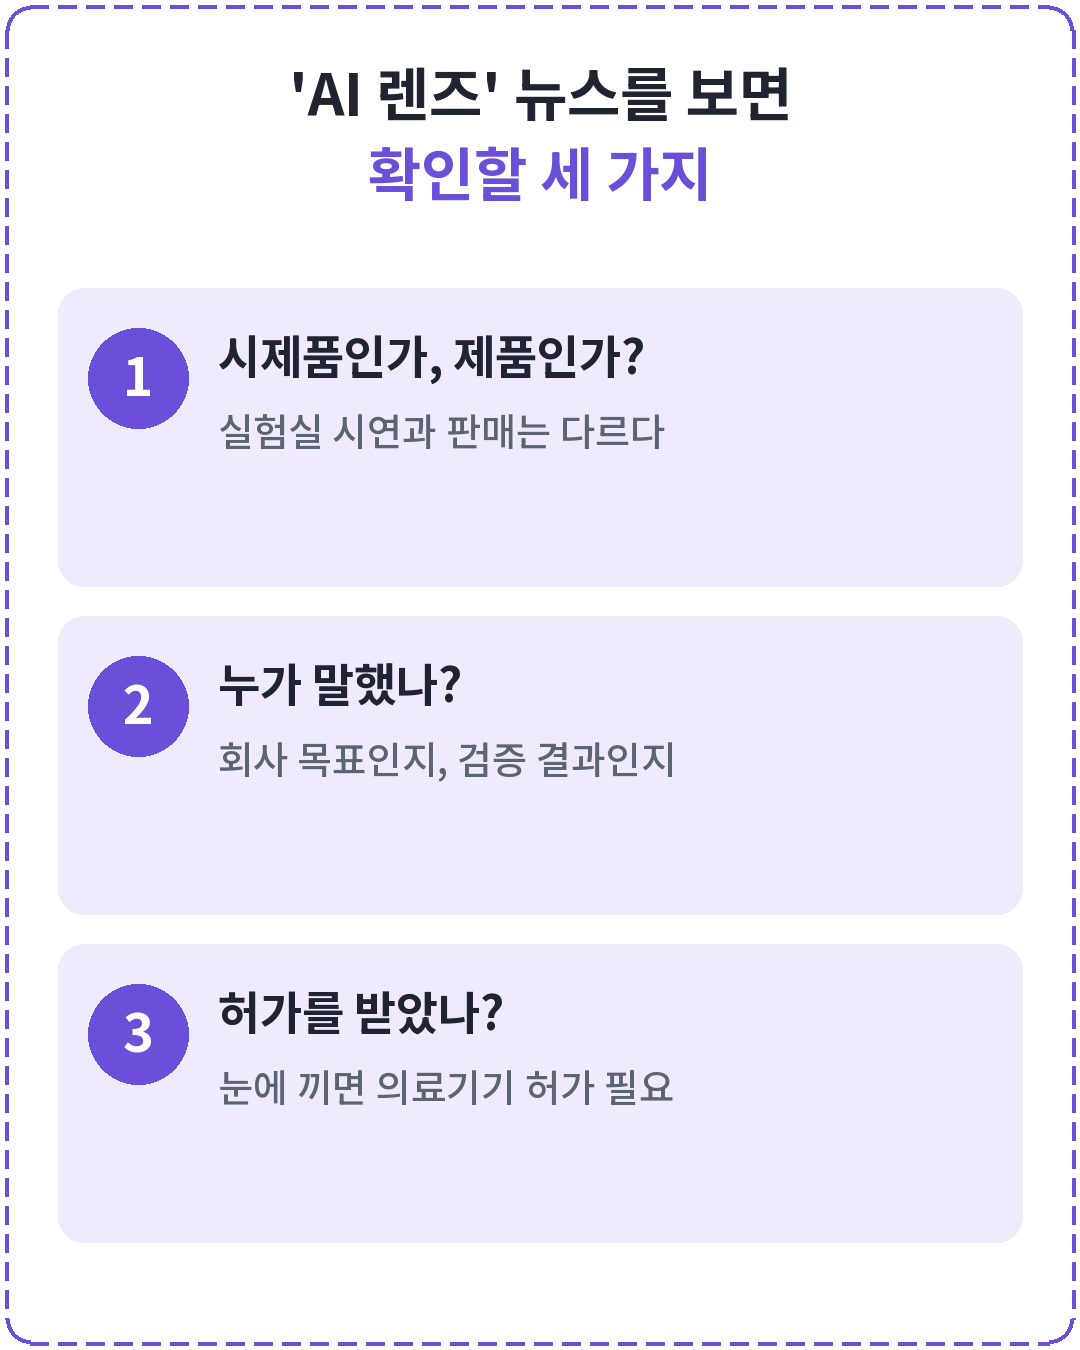 'AI 렌즈' 뉴스를 보면
확인할 세 가지
1
시제품인가, 제품인가?
실험실 시연과 판매는 다르다
2
누가 말했나?
회사 목표인지, 검증 결과인지
3
허가를 받았나?
눈에 끼면 의료기기 허가 필요